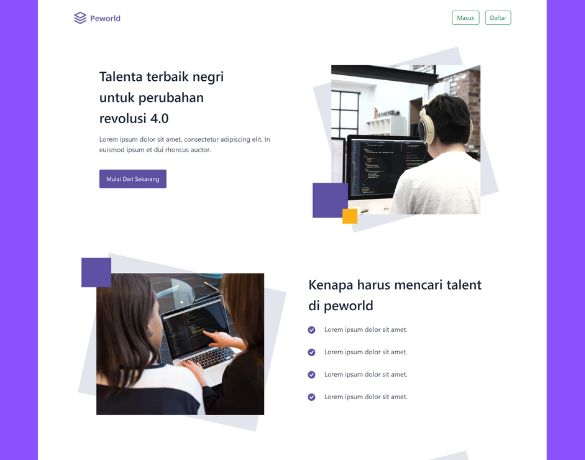 Peworld
Masuk
Daftar
Talenta terbaik negri
untuk perubahan
revolusi 4.0
Lorem ipsum dolor sit amet, consectetur adipiscing elit. In
euismod ipsum et dui rhoncus auctor.
Mulai Dari Sekarang
Kenapa harus mencari talent
di peworld
Lorem ipsum dolor sit amet.
Lorem ipsum dolor sit amet.
Lorem ipsum dolor sit amet.
Lorem ipsum dolor sit amet.